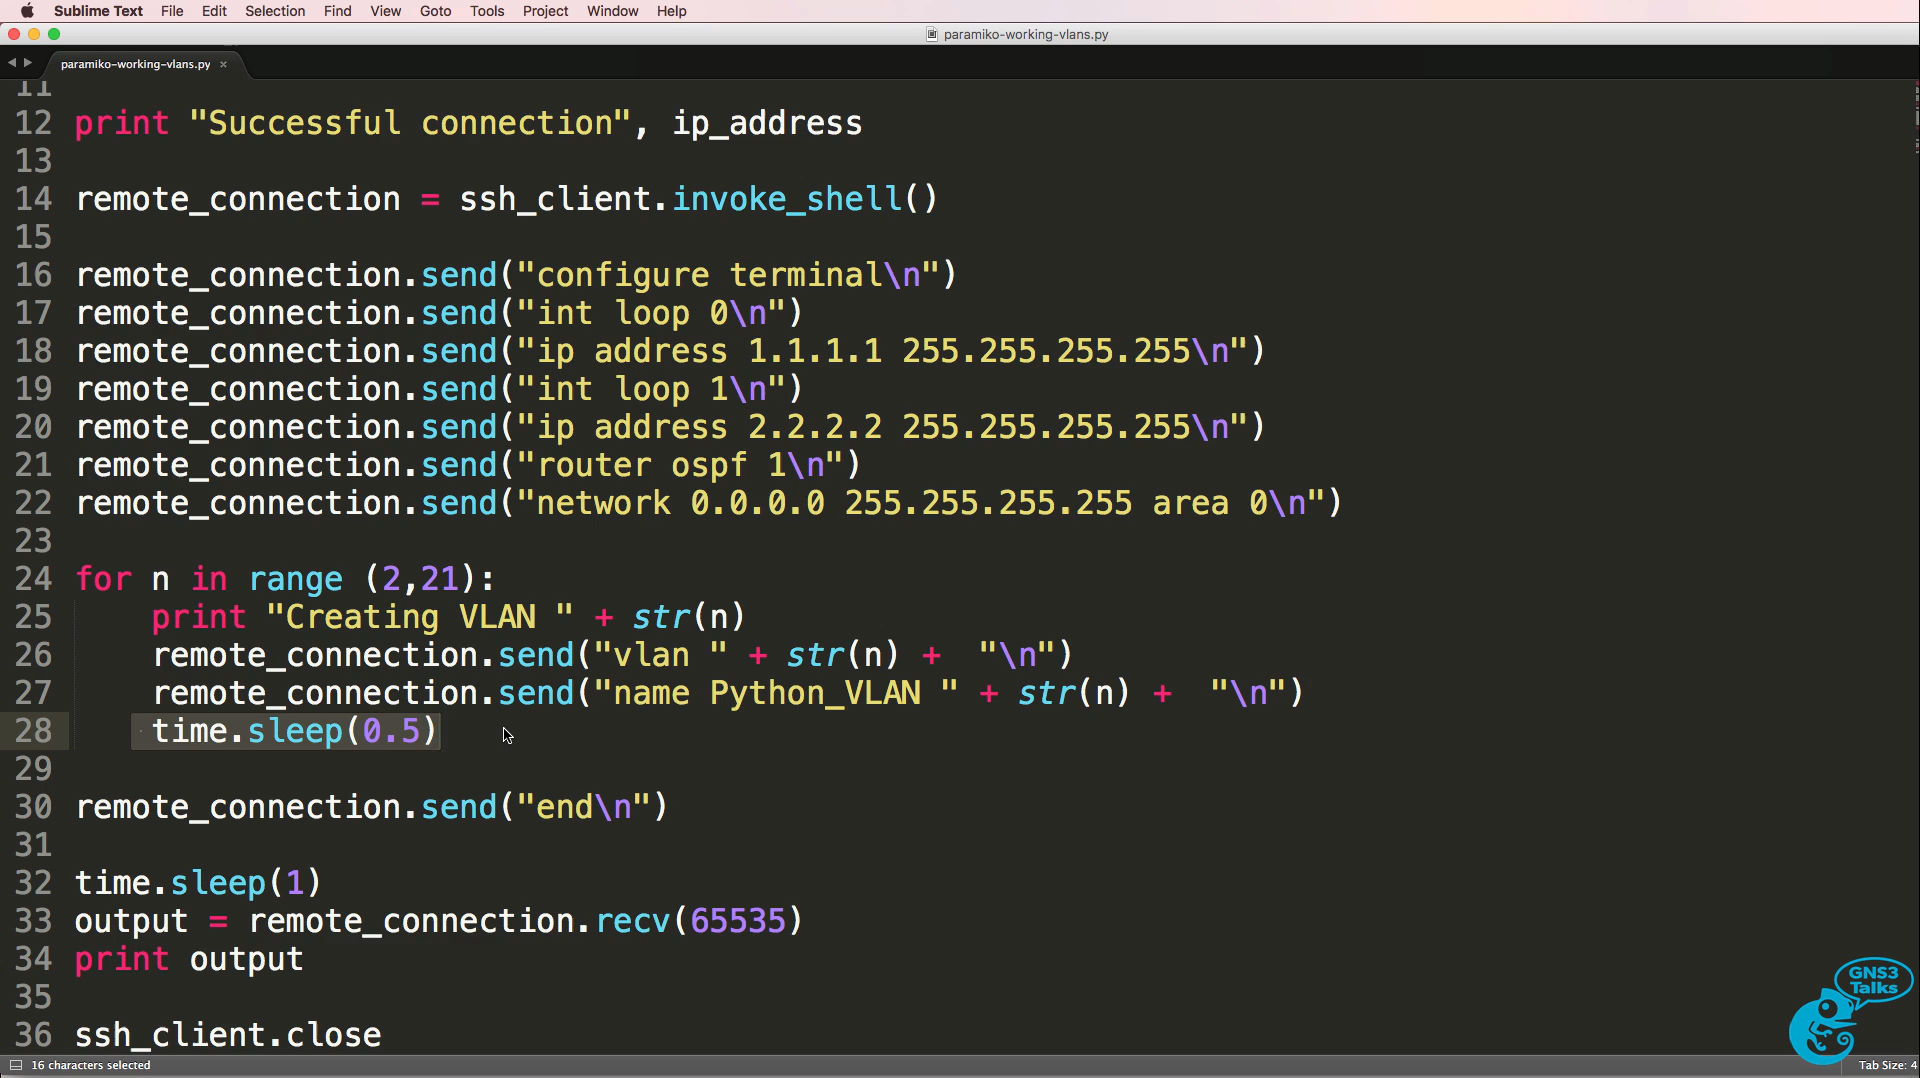 Sublime Text File Edit Selection Find View Goto Tools Project Window Help
paramiko-working-vlans.py
paramiko-working-vlans.py ×
11
12 print "Successful connection", ip_address
13
14 remote_connection = ssh_client.invoke_shell()
15
16 remote_connection.send("configure terminal\n")
17 remote_connection.send("int loop 0\n")
18 remote_connection.send("ip address 1.1.1.1 255.255.255.255\n")
19 remote_connection.send("int loop 1\n")
20 remote_connection.send("ip address 2.2.2.2 255.255.255.255\n")
21 remote_connection.send("router ospf 1\n")
22 remote_connection.send("network 0.0.0.0 255.255.255.255 area 0\n")
23
24 for n in range (2,21):
25     print "Creating VLAN " + str(n)
26     remote_connection.send("vlan " + str(n) +  "\n")
27     remote_connection.send("name Python_VLAN " + str(n) +  "\n")
28     time.sleep(0.5)
29
30 remote_connection.send("end\n")
31
32 time.sleep(1)
33 output = remote_connection.recv(65535)
34 print output
35
36 ssh_client.close
GNS3
Talks
16 characters selected
Tab Size: 4